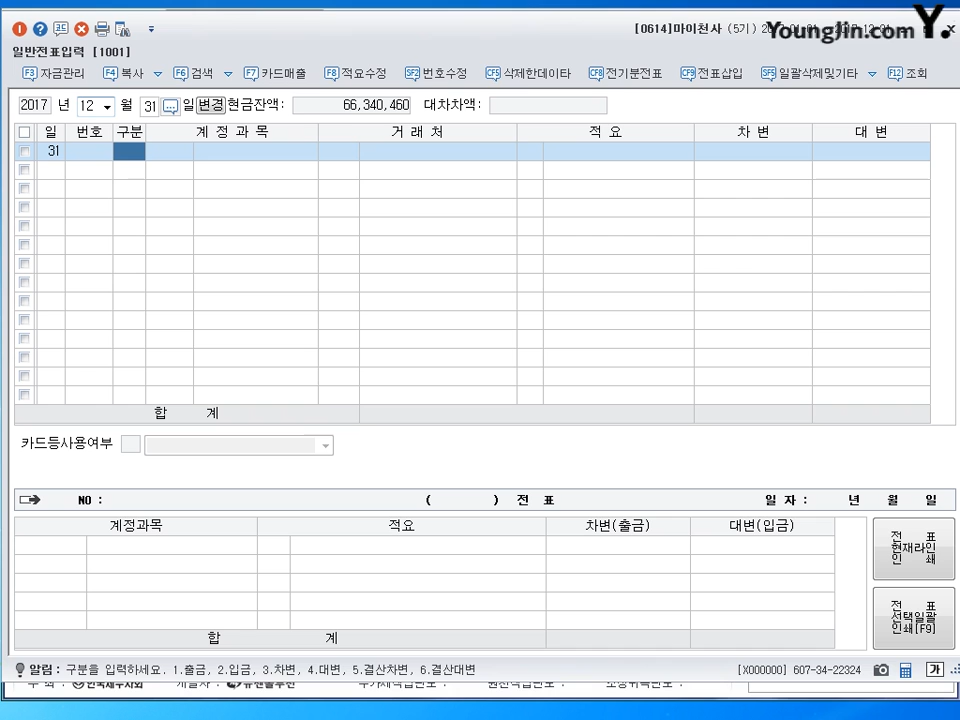 [0614]마이천사 (5기)
Youngjin.com Y.
일반전표입력 [1001]
F3 자금관리 F4 복사 F6 검색 F7 카드매출 F8 적요수정 SF2 번호수정 CF5 삭제한데이타 CF8 전기분전표 CF9 전표삽입 SF5 일괄삭제및기타 F12 조회
2017 년 12 월 31 일 변경 현금잔액: 66,340,460 대차차액:
일 번호 구분 계 정 과 목 거 래 처 적 요 차 변 대 변
31
합 계
카드등사용여부
NO : ( ) 전 표 일 자 : 년 월 일
계정과목 적요 차변(출금) 대변(입금)
전 표
현재라인
인 쇄
전 표
선택일괄
인쇄[F9]
합 계
알림 : 구분을 입력하세요. 1.출금, 2.입금, 3.차변, 4.대변, 5.결산차변, 6.결산대변 [X000000] 607-34-22324 가